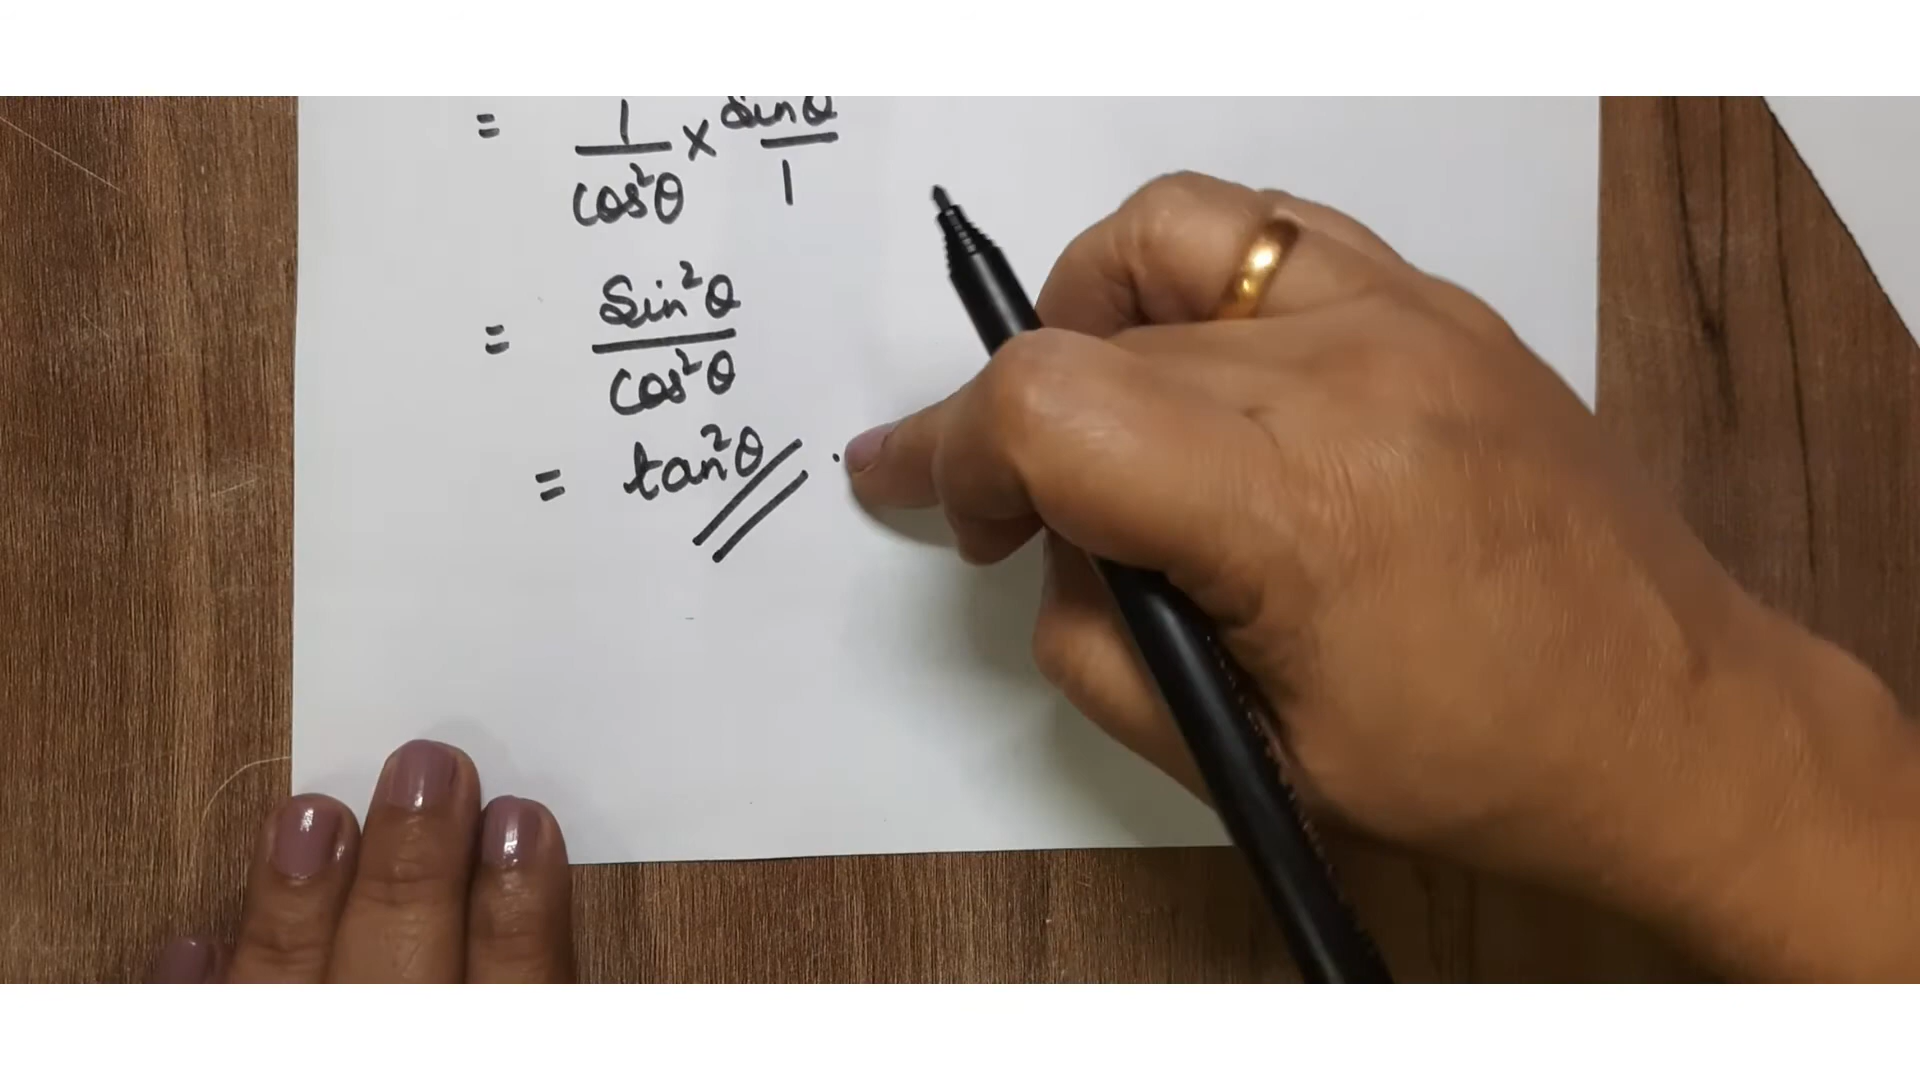 = 1/cos²θ × sinθ/1
= Sin²θ/cos²θ
= tan²θ